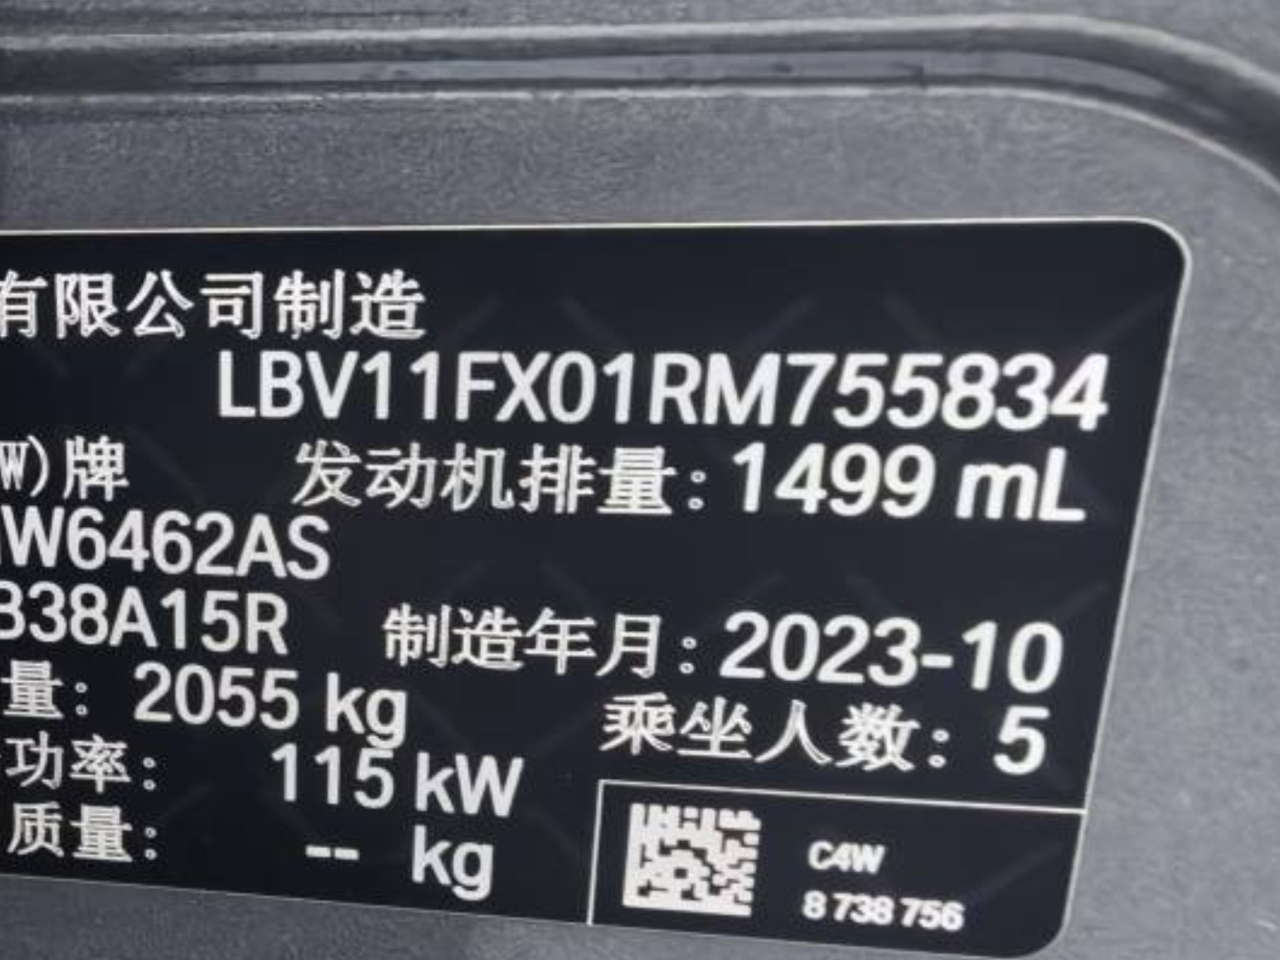 有限公司制造
LBV11FX01RM755834
W)牌 发动机排量:1499 mL
W6462AS
B38A15R 制造年月:2023-10
量: 2055 kg 乘坐人数: 5
功率: 115 kW
质量: -- kg
C4W
8 738 756